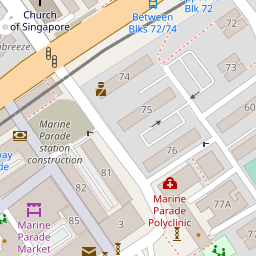 Church
of Singapore
Between
Blks 72/74
Blk 72
72
73
74
75
76
60
Marine
Parade
station
construction
82
85
81
3
77A
77
Marine
Parade
Polyclinic
Marine
Parade
Market